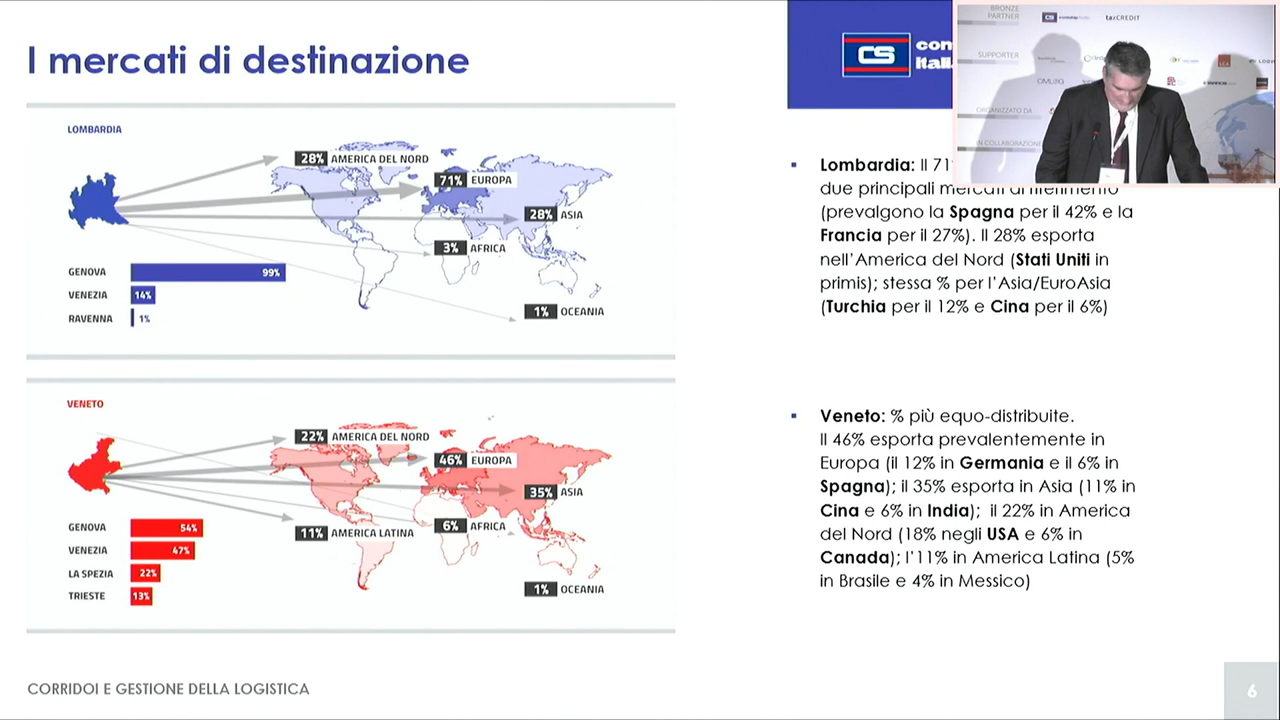 I mercati di destinazione
CS
con
itali
BRONZE
PARTNER
taxCREDIT
SUPPORTER
ORGANIZZATO DA
IN COLLABORAZIONE
LOMBARDIA
28% AMERICA DEL NORD
71% EUROPA
28% ASIA
3% AFRICA
1% OCEANIA
GENOVA 99%
VENEZIA 14%
RAVENNA 1%
Lombardia: Il 71
due principali mercati di riferimento
(prevalgono la Spagna per il 42% e la
Francia per il 27%). Il 28% esporta
nell'America del Nord (Stati Uniti in
primis); stessa % per l'Asia/EuroAsia
(Turchia per il 12% e Cina per il 6%)
VENETO
22% AMERICA DEL NORD
46% EUROPA
35% ASIA
11% AMERICA LATINA
6% AFRICA
1% OCEANIA
GENOVA 54%
VENEZIA 47%
LA SPEZIA 22%
TRIESTE 13%
Veneto: % più equo-distribuite.
Il 46% esporta prevalentemente in
Europa (il 12% in Germania e il 6% in
Spagna); il 35% esporta in Asia (11% in
Cina e 6% in India); il 22% in America
del Nord (18% negli USA e 6% in
Canada); l'11% in America Latina (5%
in Brasile e 4% in Messico)
CORRIDOI E GESTIONE DELLA LOGISTICA
6